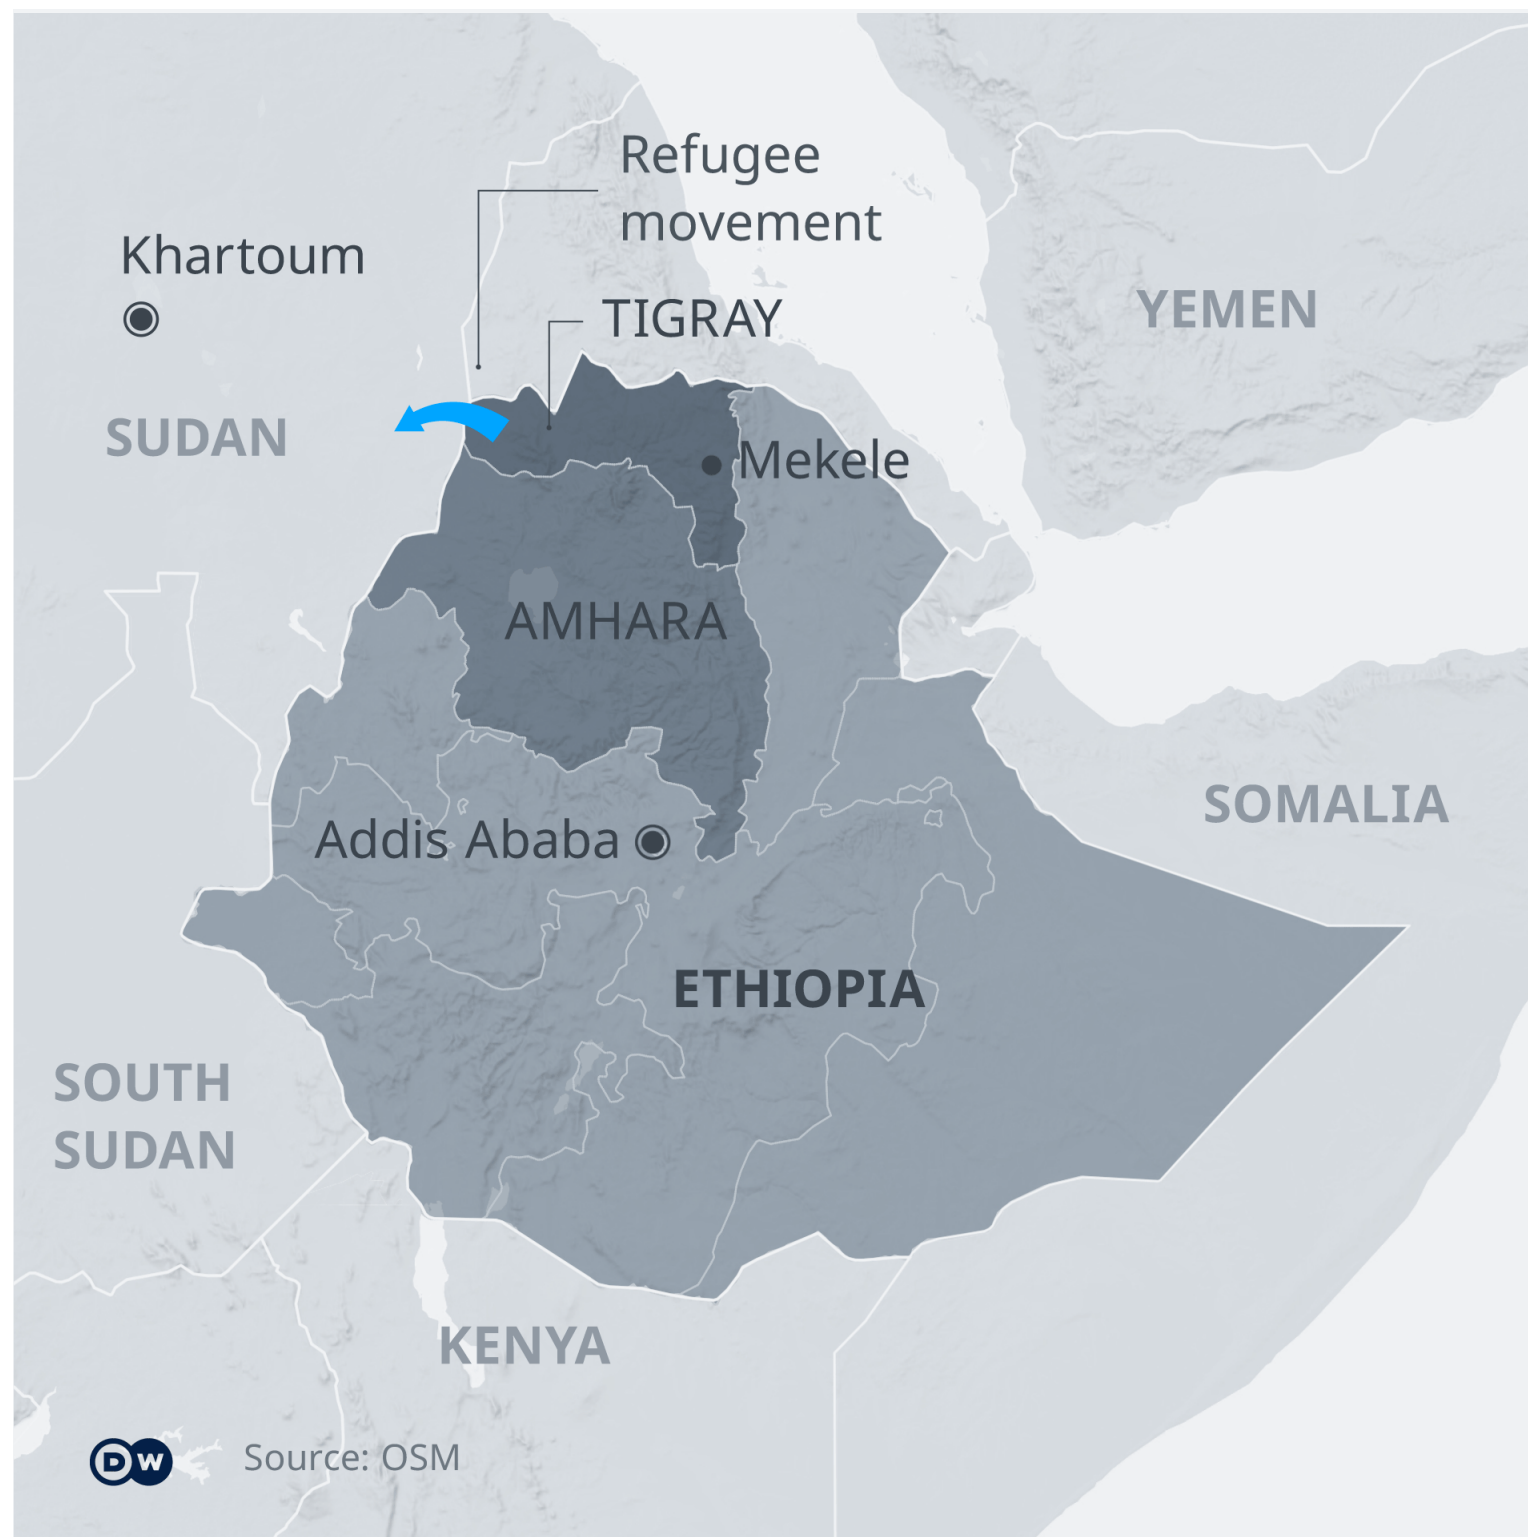 Refugee
movement
Khartoum
TIGRAY
YEMEN
SUDAN
Mekele
AMHARA
SOMALIA
Addis Ababa
ETHIOPIA
SOUTH
SUDAN
KENYA
DW
Source: OSM